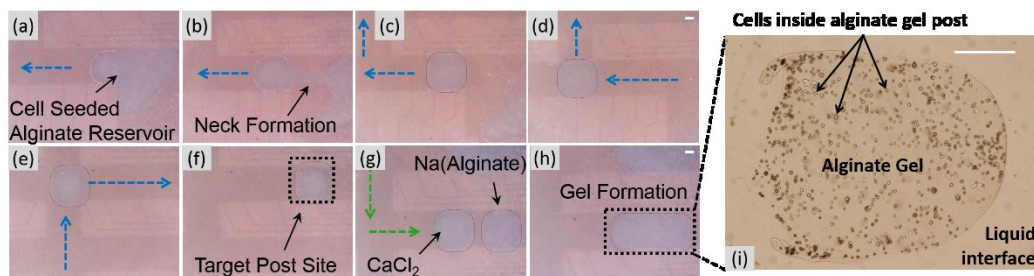 (a)
Cell Seeded
Alginate Reservoir
(b)
Neck Formation
(c)
(d)
(e)
(f)
Target Post Site
(g)
Na(Alginate)
CaCl2
(h)
Gel Formation
Cells inside alginate gel post
Alginate Gel
Liquid
interface
(i)